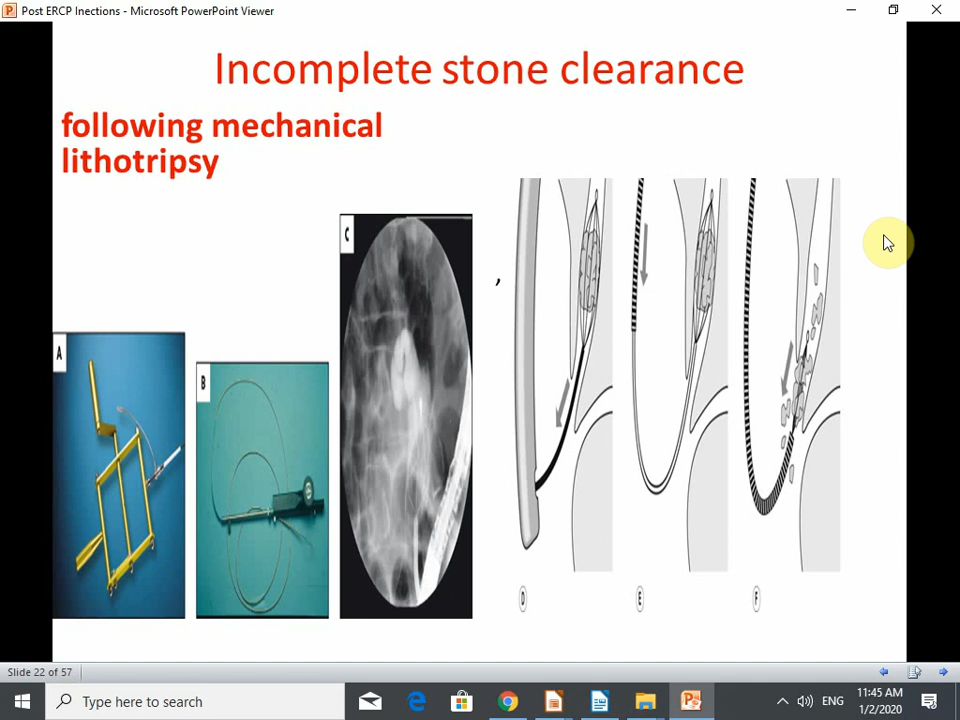 Post ERCP Inections - Microsoft PowerPoint Viewer
Incomplete stone clearance
following mechanical
lithotripsy
,
A
B
C
D
E
F
Slide 22 of 57
Type here to search
ENG
11:45 AM
1/2/2020